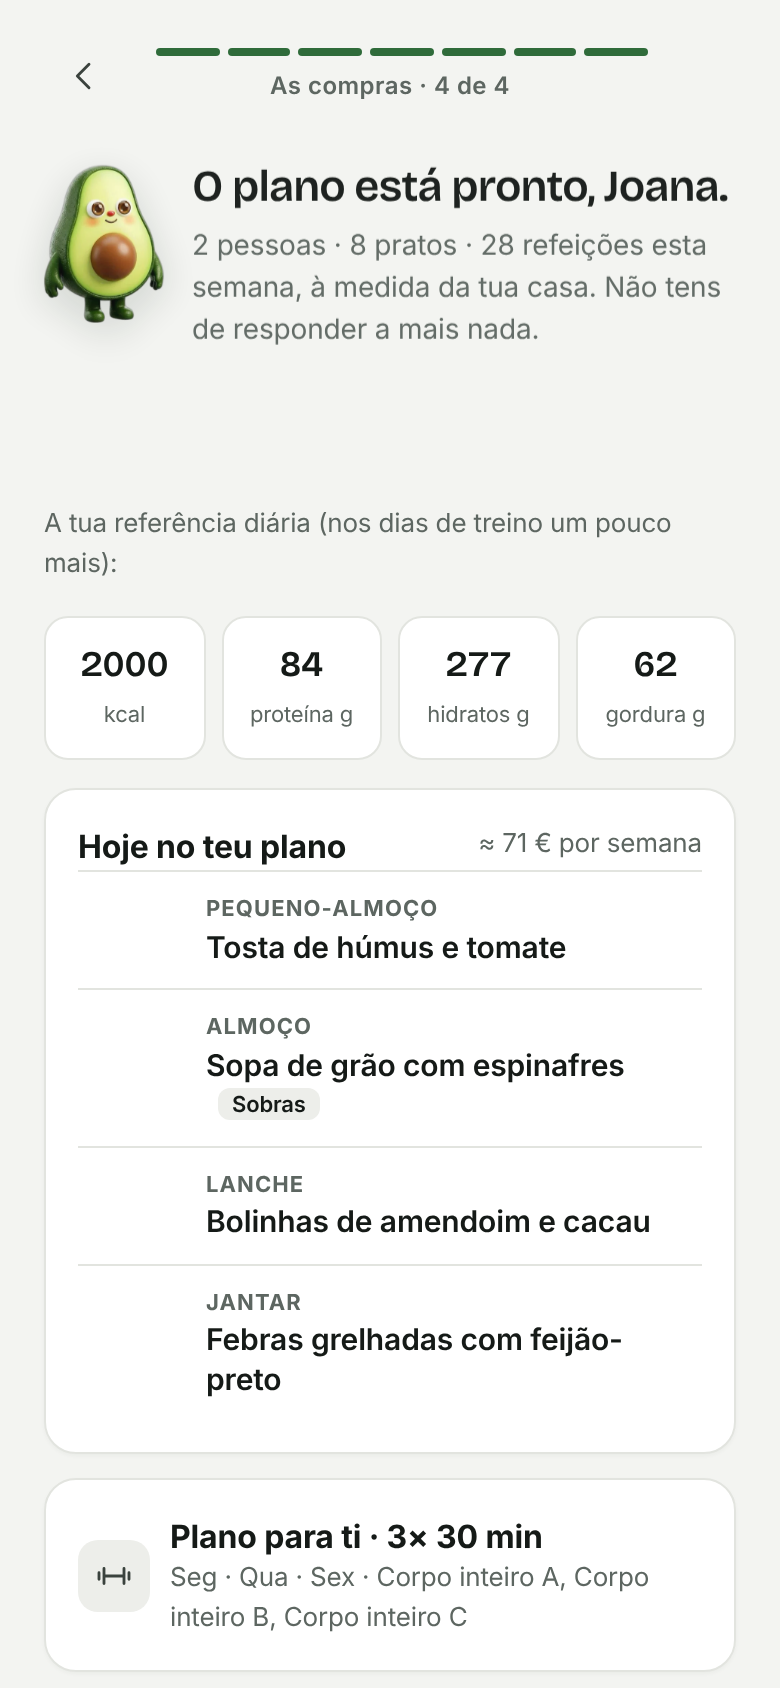 As compras · 4 de 4
O plano está pronto, Joana.
2 pessoas · 8 pratos · 28 refeições esta
semana, à medida da tua casa. Não tens
de responder a mais nada.
A tua referência diária (nos dias de treino um pouco
mais):
2000
kcal
84
proteína g
277
hidratos g
62
gordura g
Hoje no teu plano
≈ 71 € por semana
PEQUENO-ALMOÇO
Tosta de húmus e tomate
ALMOÇO
Sopa de grão com espinafres
Sobras
LANCHE
Bolinhas de amendoim e cacau
JANTAR
Febras grelhadas com feijão-
preto
Plano para ti · 3× 30 min
Seg · Qua · Sex · Corpo inteiro A, Corpo
inteiro B, Corpo inteiro C